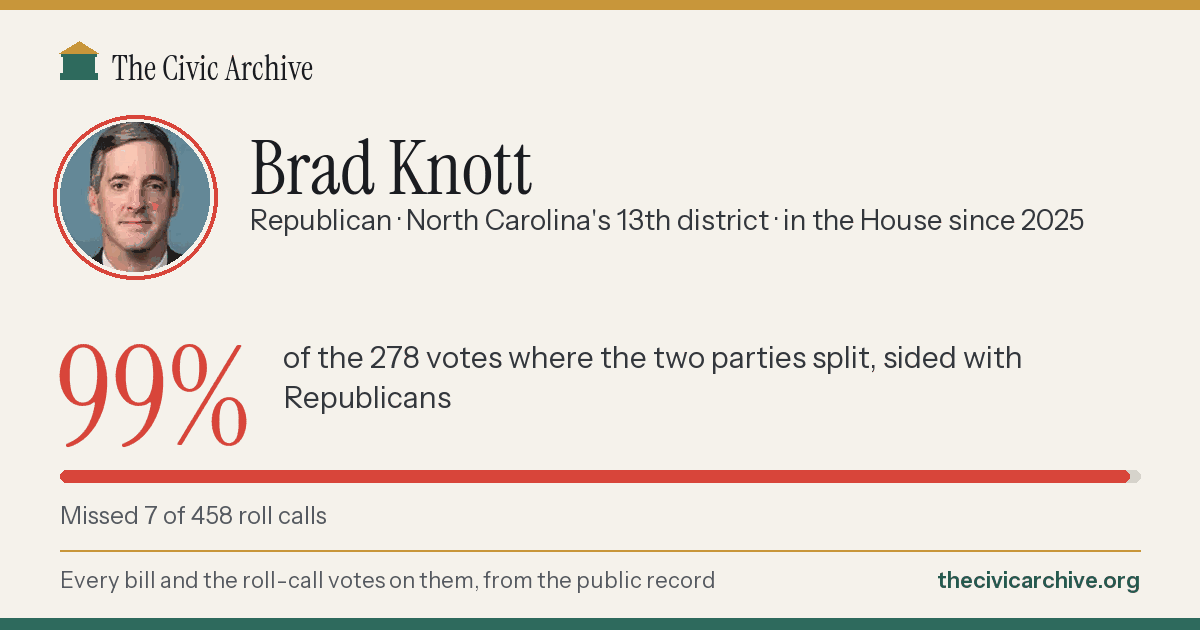 The Civic Archive
Brad Knott
Republican · North Carolina's 13th district · in the House since 2025
99%
of the 278 votes where the two parties split, sided with
Republicans
Missed 7 of 458 roll calls
Every bill and the roll-call votes on them, from the public record
thecivicarchive.org